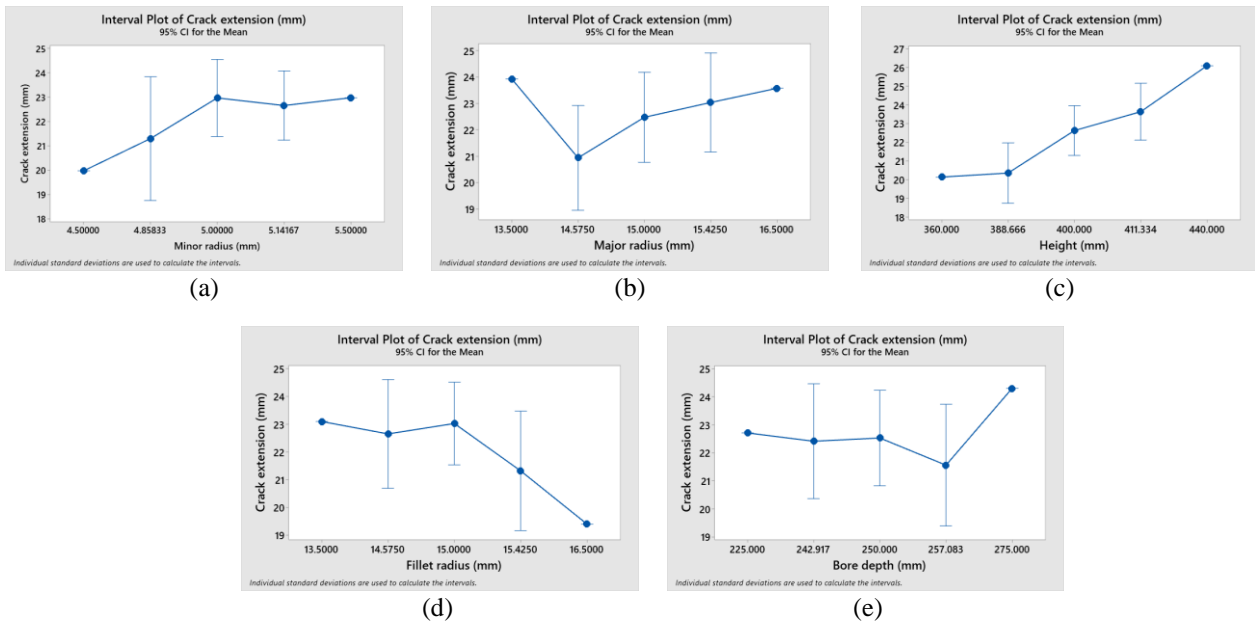 Interval Plot of Crack extension (mm)
95% CI for the Mean
Crack extension (mm)
25
24
23
22
21
20
19
18
4.50000 4.85833 5.00000 5.14167 5.50000
Minor radius (mm)
Individual standard deviations are used to calculate the intervals.
(a)
Interval Plot of Crack extension (mm)
95% CI for the Mean
Crack extension (mm)
25
24
23
22
21
20
19
13.5000 14.5750 15.0000 15.4250 16.5000
Major radius (mm)
Individual standard deviations are used to calculate the intervals.
(b)
Interval Plot of Crack extension (mm)
95% CI for the Mean
Crack extension (mm)
27
26
25
24
23
22
21
20
19
18
360.000 388.666 400.000 411.334 440.000
Height (mm)
Individual standard deviations are used to calculate the intervals.
(c)
Interval Plot of Crack extension (mm)
95% CI for the Mean
Crack extension (mm)
25
24
23
22
21
20
19
13.5000 14.5750 15.0000 15.4250 16.5000
Fillet radius (mm)
Individual standard deviations are used to calculate the intervals.
(d)
Interval Plot of Crack extension (mm)
95% CI for the Mean
Crack extension (mm)
25
24
23
22
21
20
19
225.000 242.917 250.000 257.083 275.000
Bore depth (mm)
Individual standard deviations are used to calculate the intervals.
(e)